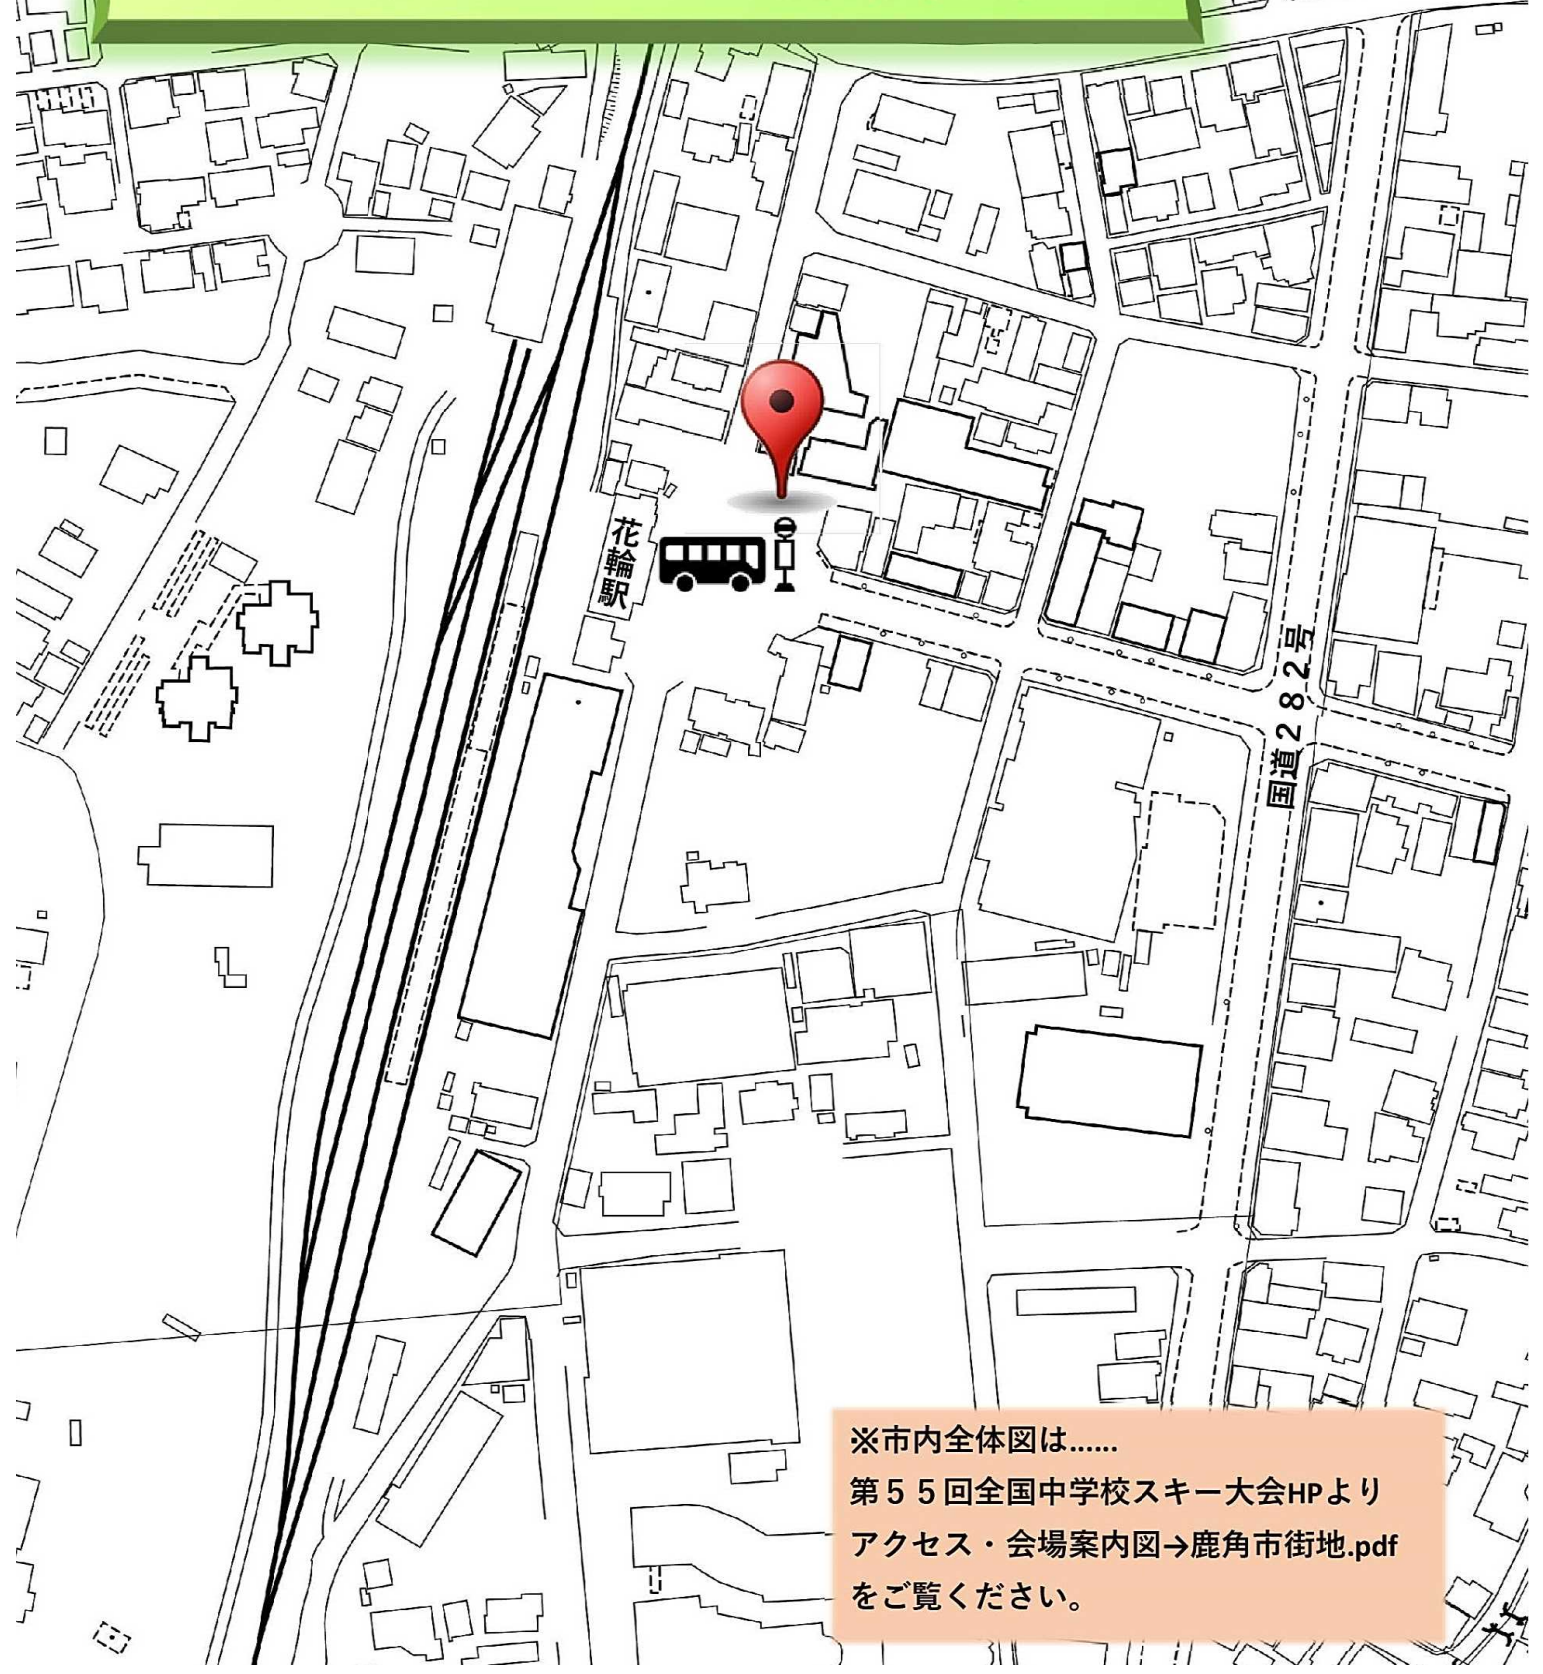 花輪駅
国道２８２号
※市内全体図は……
第５５回全国中学校スキー大会HPより
アクセス・会場案内図→鹿角市街地.pdf
をご覧ください。